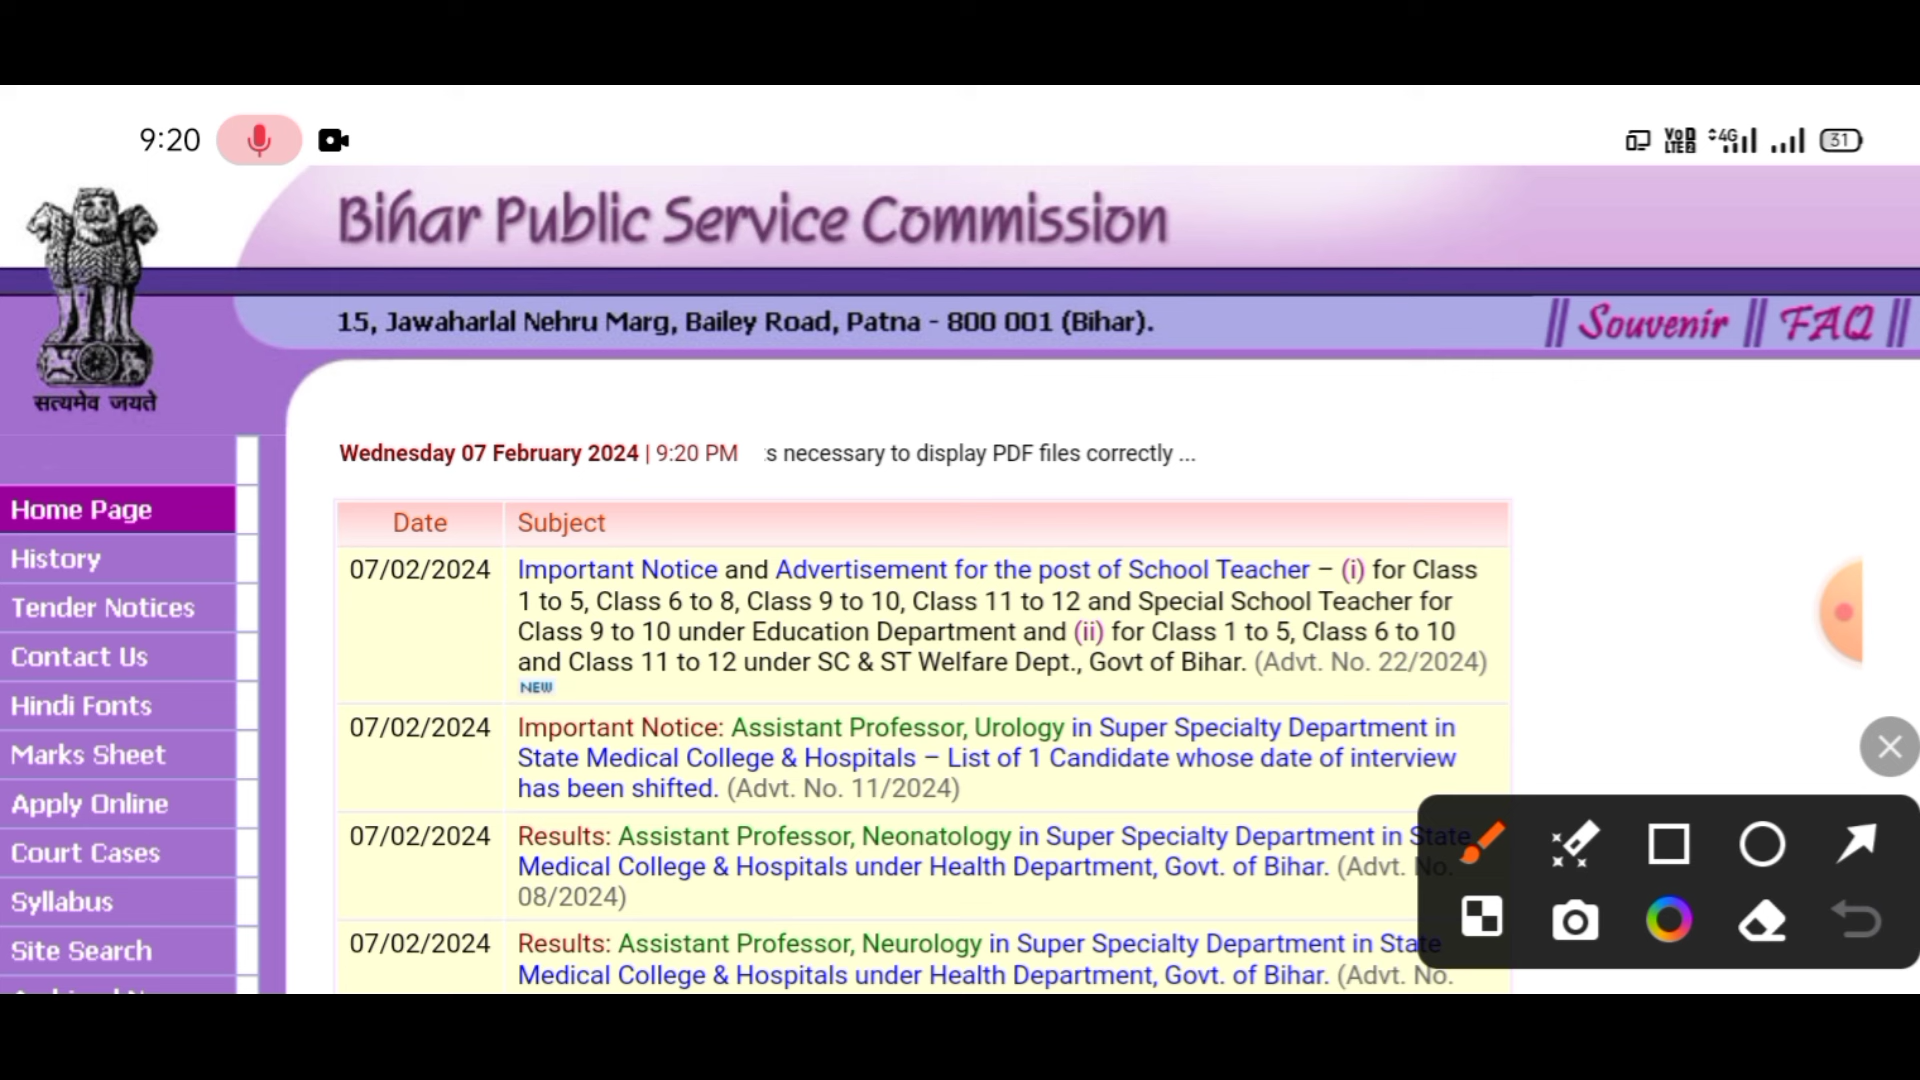 9:20
VoD LTE2 4G 31
Bihar Public Service Commission
15, Jawaharlal Nehru Marg, Bailey Road, Patna - 800 001 (Bihar).
|| Souvenir || FAQ ||
सत्यमेव जयते
Wednesday 07 February 2024 | 9:20 PM s necessary to display PDF files correctly ...
Home Page
History
Tender Notices
Contact Us
Hindi Fonts
Marks Sheet
Apply Online
Court Cases
Syllabus
Site Search
Date Subject
07/02/2024 Important Notice and Advertisement for the post of School Teacher – (i) for Class
1 to 5, Class 6 to 8, Class 9 to 10, Class 11 to 12 and Special School Teacher for
Class 9 to 10 under Education Department and (ii) for Class 1 to 5, Class 6 to 10
and Class 11 to 12 under SC & ST Welfare Dept., Govt of Bihar. (Advt. No. 22/2024)
NEW
07/02/2024 Important Notice: Assistant Professor, Urology in Super Specialty Department in
State Medical College & Hospitals – List of 1 Candidate whose date of interview
has been shifted. (Advt. No. 11/2024)
07/02/2024 Results: Assistant Professor, Neonatology in Super Specialty Department in State
Medical College & Hospitals under Health Department, Govt. of Bihar. (Advt. No.
08/2024)
07/02/2024 Results: Assistant Professor, Neurology in Super Specialty Department in State
Medical College & Hospitals under Health Department, Govt. of Bihar. (Advt. No.